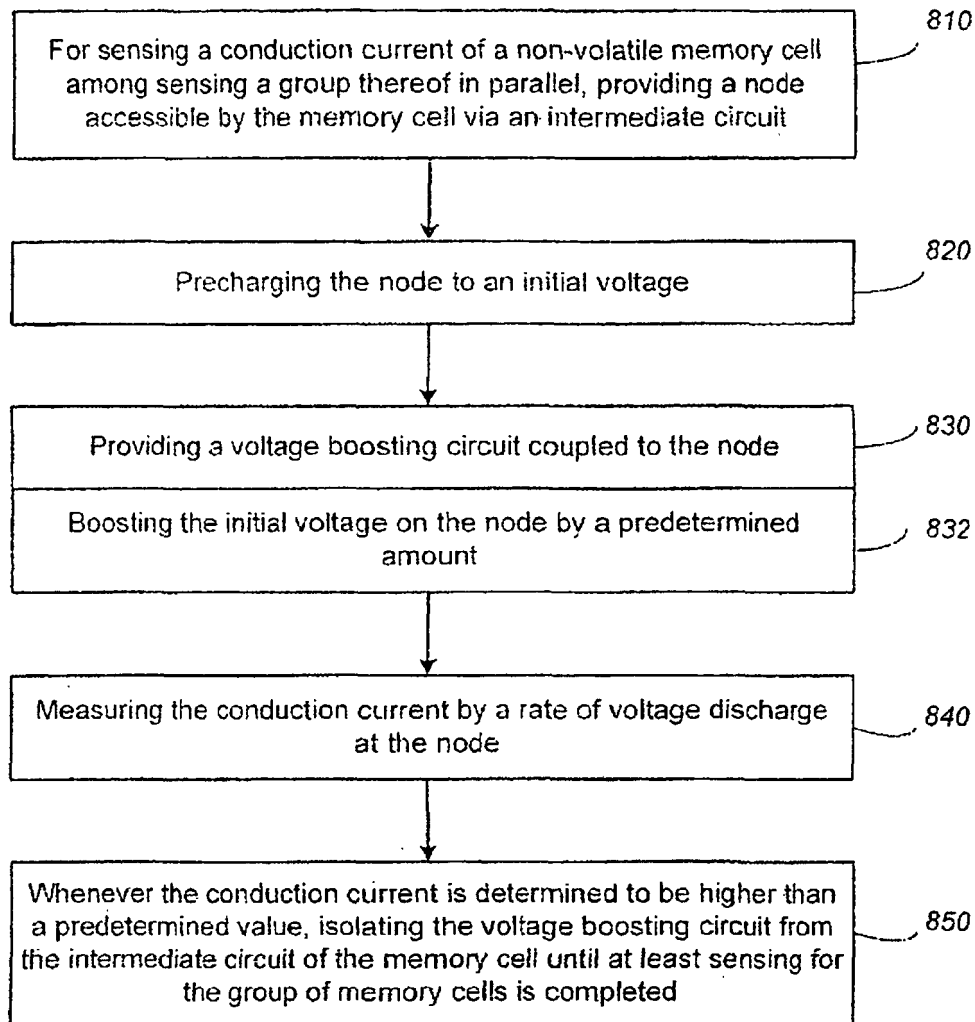 For sensing a conduction current of a non-volatile memory cell
810
among sensing a group thereof in parallel, providing a node
accessible by the memory cell via an intermediate circuit
Precharging the node to an initial voltage
820
Providing a voltage boosting circuit coupled to the node
830
Boosting the initial voltage on the node by a predetermined
amount
832
Measuring the conduction current by a rate of voltage discharge
at the node
840
Whenever the conduction current is determined to be higher than
a predetermined value, isolating the voltage boosting circuit from
the intermediate circuit of the memory cell until at least sensing for
the group of memory cells is completed
850